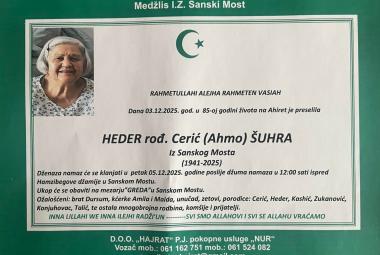 Medžlis I.Z. Sanski Most
RAHMETULLAHI ALEJHA RAHMETEN VASIAH
Dana 03.12.2025. god. u 85-oj godini života na Ahiret je preselila
HEDER rođ. Cerić (Ahmo) ŠUHRA
Iz Sanskog Mosta
(1941-2025)
Dženaza namaz će se klanjati u petak 05.12.2025. godine poslije džuma namaza u 12:00 sati ispred
Hamzibegove džamije u Sanskom Mostu.
Ukop će se obaviti na mezarju"GREDA"u Sanskom Mostu.
Ožalošćeni: brat Dursum, kćerke Amila i Maida, unučad, zetovi, porodice: Cerić, Heder, Kashić, Zukanović,
Konjuhovac, Talić, te ostala mnogobrojna rodbina, komšije i prijatelji.
INNA LILLAHI WE INNA ILEJHI RADŽI'UN ---------SVI SMO ALLAHOVI I SVI SE ALLAHU VRAĆAMO
D.O.O. „HAJRAT“ P.J. pokopne usluge „NUR“
Vozač mob.: 061 162 751 mob: 061 524 082